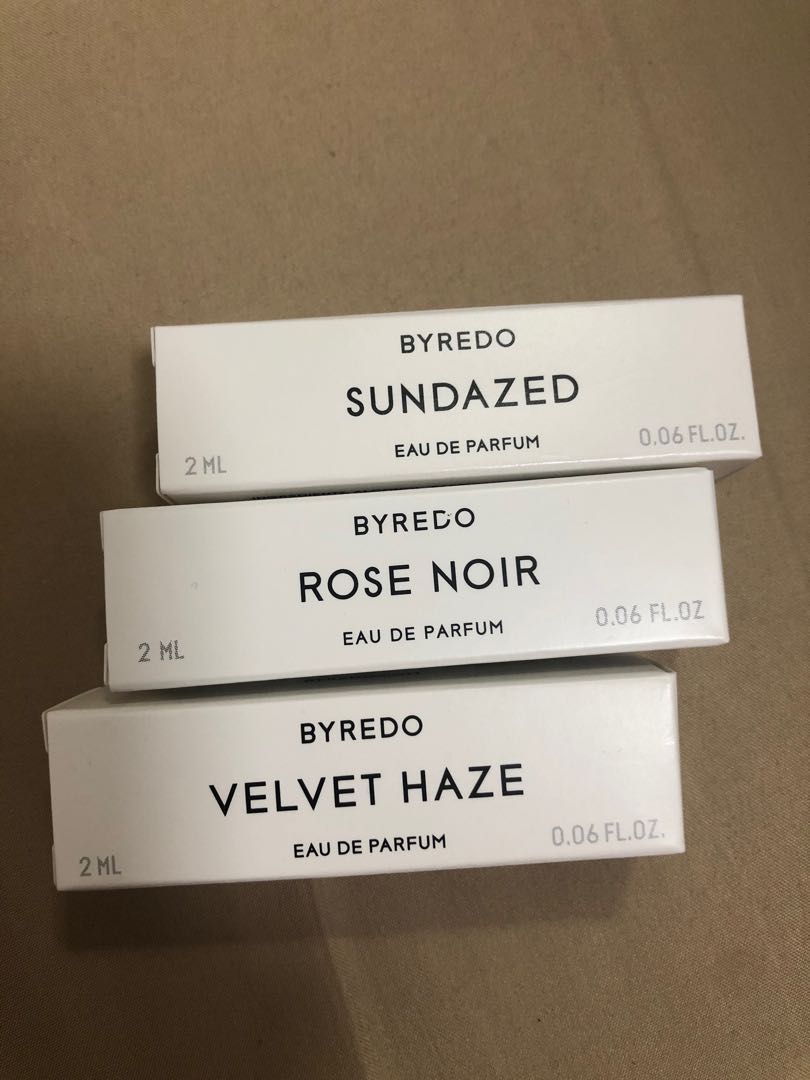 BYREDO
SUNDAZED
EAU DE PARFUM
2 ML
0.06 FL.OZ.
BYREDO
ROSE NOIR
EAU DE PARFUM
2 ML
0.06 FL.OZ
BYREDO
VELVET HAZE
EAU DE PARFUM
2 ML
0.06 FL.OZ.